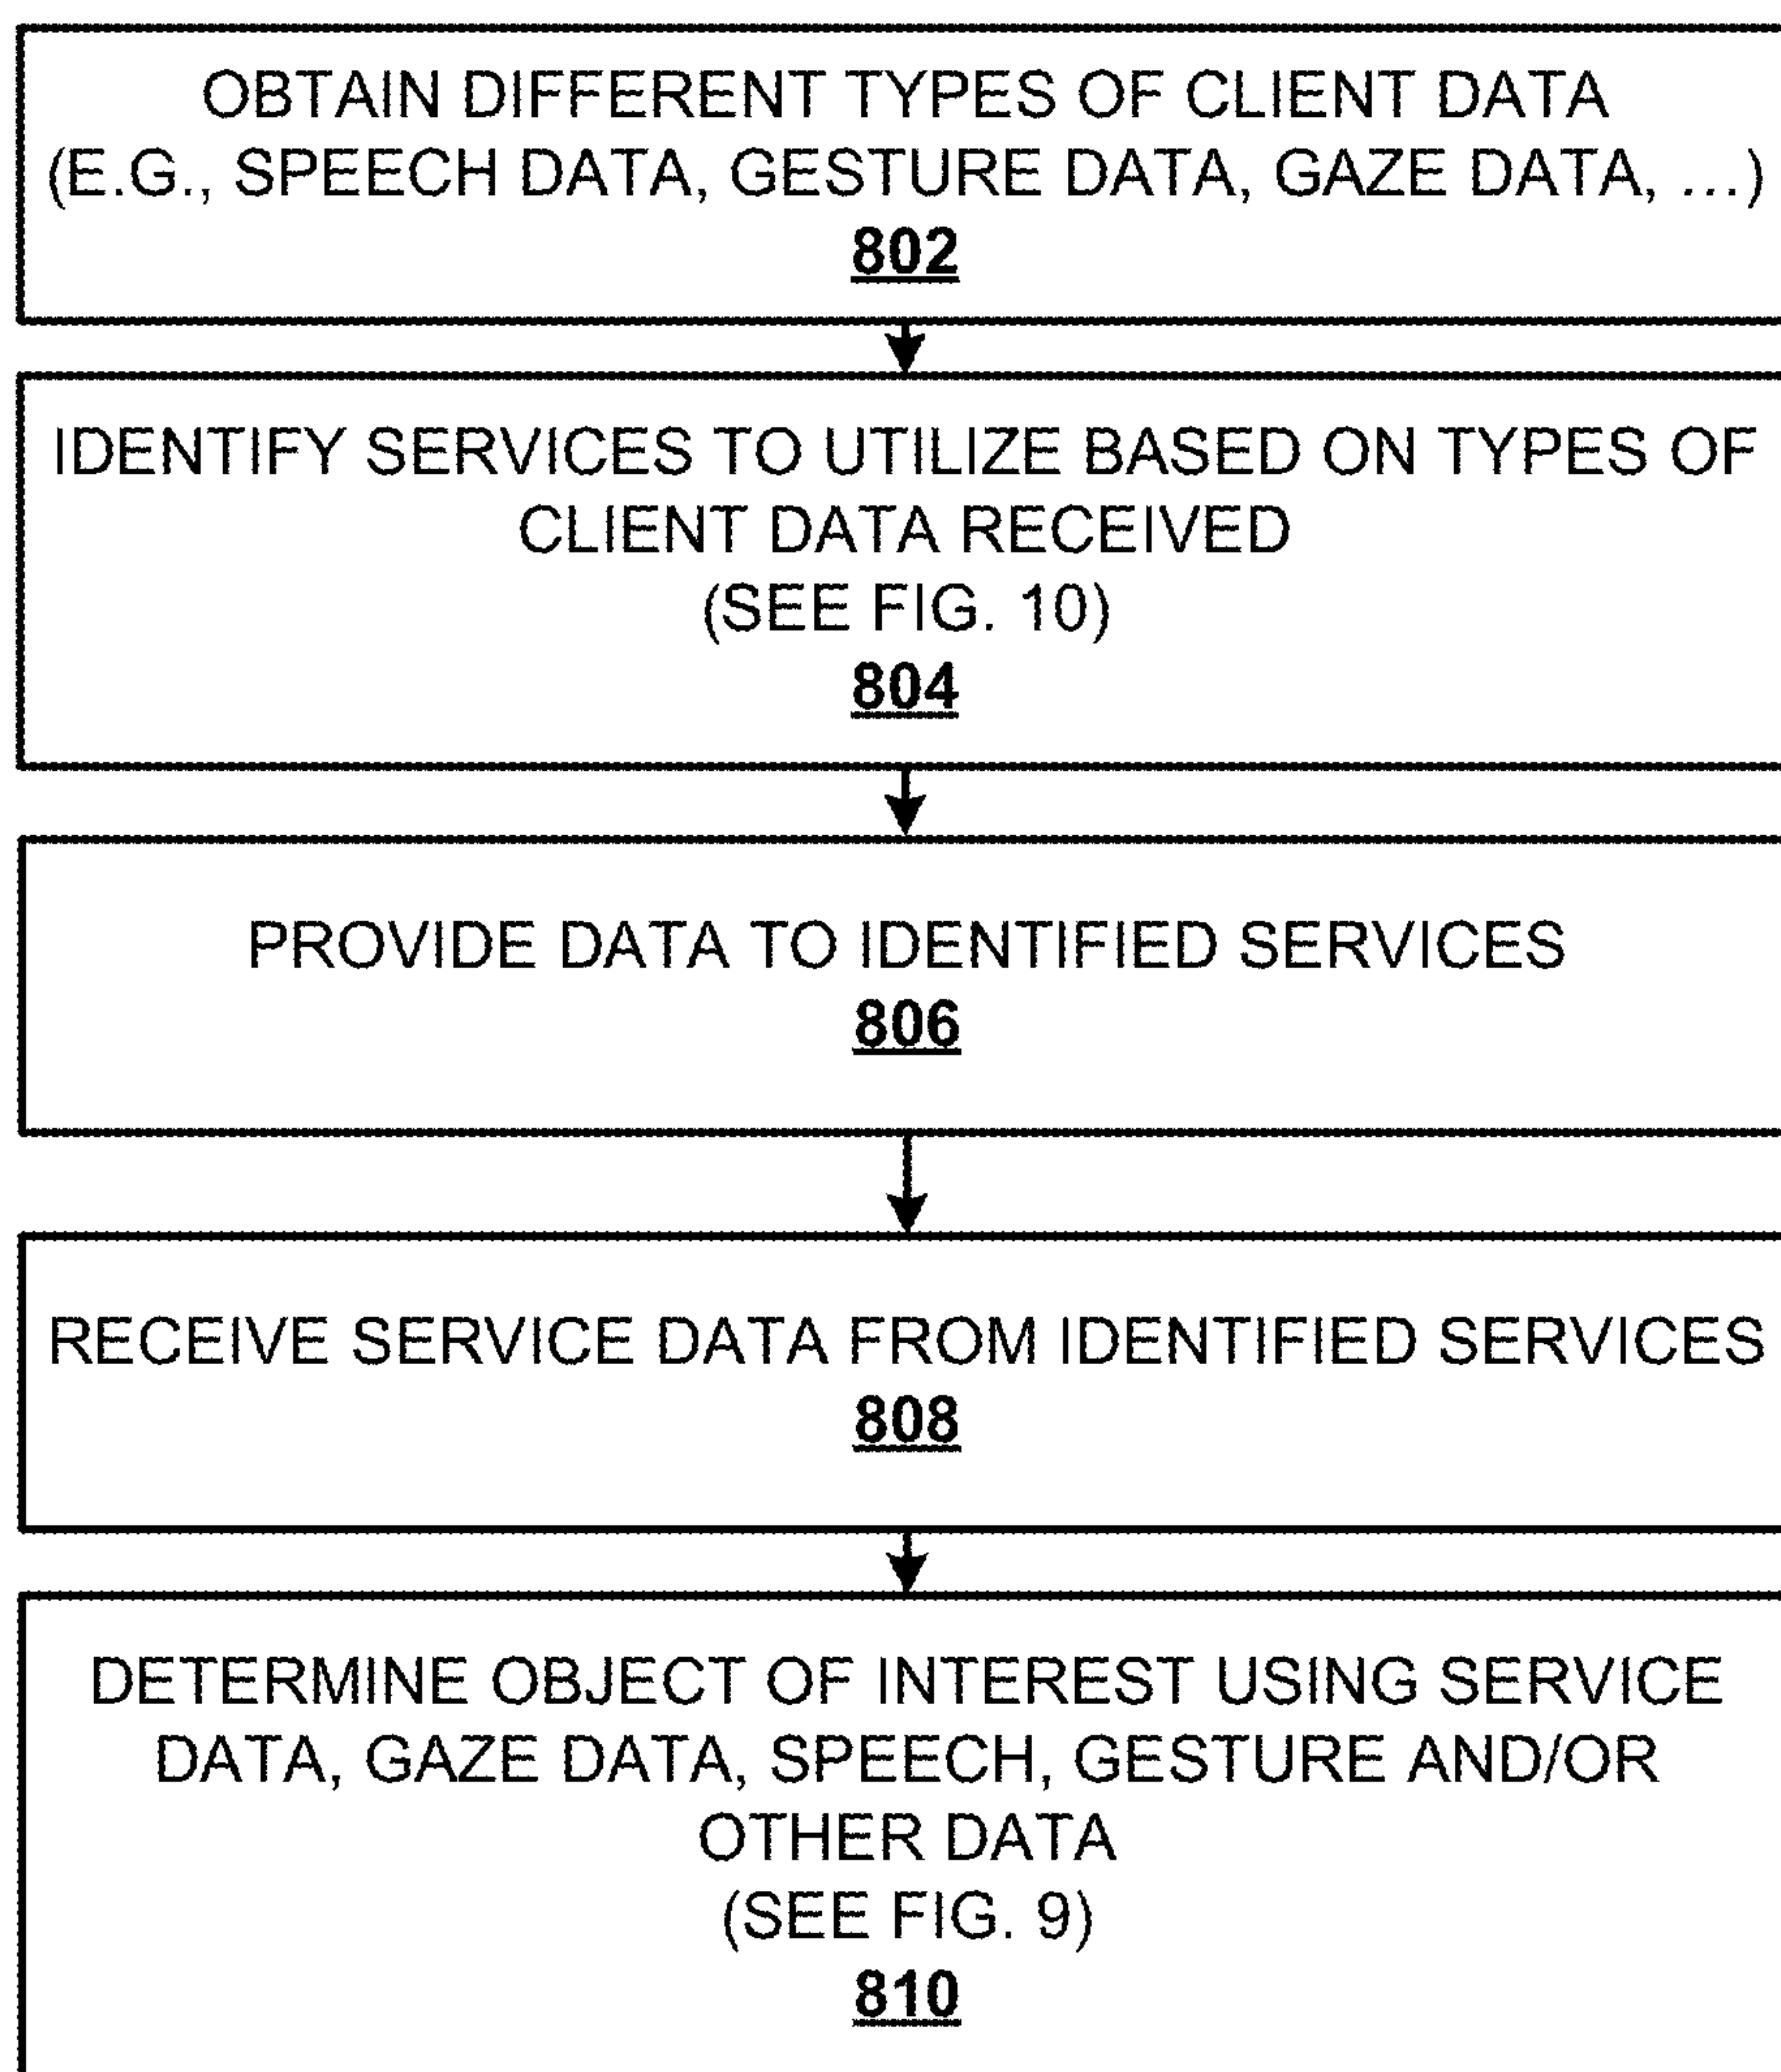 OBTAIN DIFFERENT TYPES OF CLIENT DATA
(E.G., SPEECH DATA, GESTURE DATA, GAZE DATA, …)
802
IDENTIFY SERVICES TO UTILIZE BASED ON TYPES OF
CLIENT DATA RECEIVED
(SEE FIG. 10)
804
PROVIDE DATA TO IDENTIFIED SERVICES
806
RECEIVE SERVICE DATA FROM IDENTIFIED SERVICES
808
DETERMINE OBJECT OF INTEREST USING SERVICE
DATA, GAZE DATA, SPEECH, GESTURE AND/OR
OTHER DATA
(SEE FIG. 9)
810